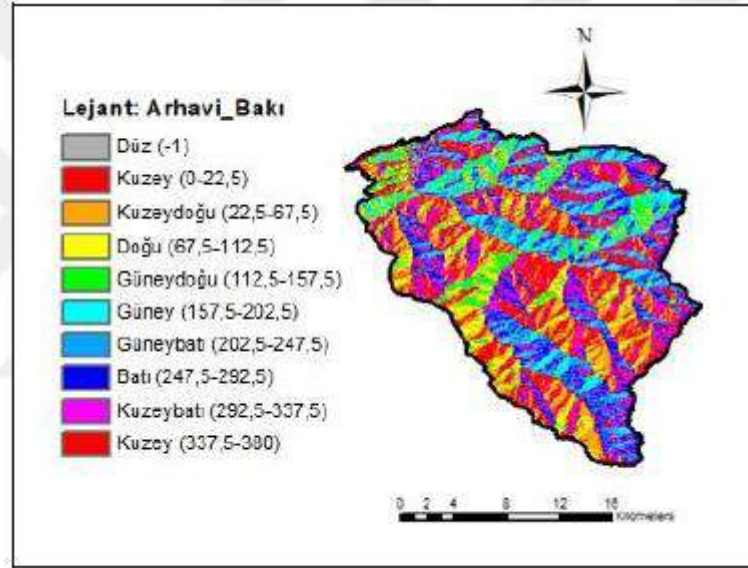 N
Lejant: Arhavi_Bakı
Düz (-1)
Kuzey (0-22,5)
Kuzeydoğu (22,5-67,5)
Doğu (67,5-112,5)
Güneydoğu (112,5-157,5)
Güney (157,5-202,5)
Güneybatı (202,5-247,5)
Batı (247,5-292,5)
Kuzeybatı (292,5-337,5)
Kuzey (337,5-380)
0 2 4 8 12 16
Kilometers